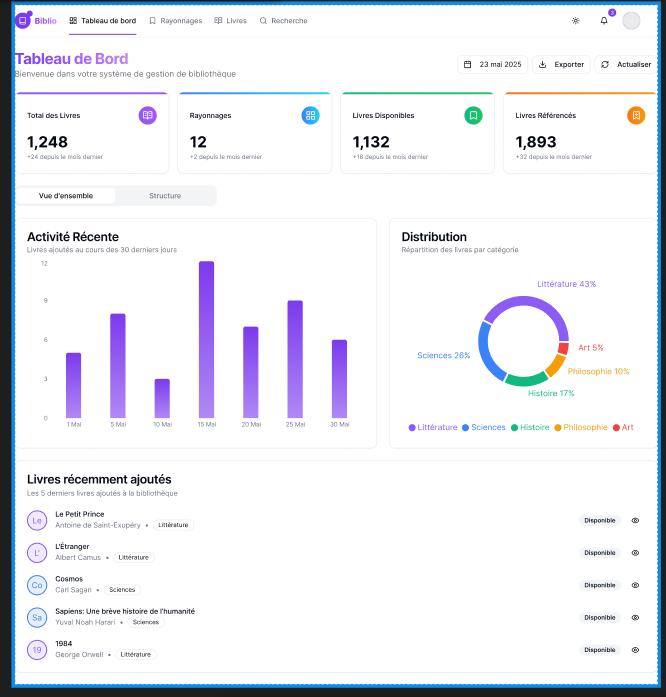 Biblio Tableau de bord Rayonnages Livres Recherche 3
Tableau de Bord
Bienvenue dans votre système de gestion de bibliothèque
23 mai 2025 Exporter Actualiser
Total des Livres
1,248
+24 depuis le mois dernier
Rayonnages
12
+2 depuis le mois dernier
Livres Disponibles
1,132
+18 depuis le mois dernier
Livres Référencés
1,893
+32 depuis le mois dernier
Vue d'ensemble Structure
Activité Récente
Livres ajoutés au cours des 30 derniers jours
12
9
6
3
0
1 Mai 5 Mai 10 Mai 15 Mai 20 Mai 25 Mai 30 Mai
Distribution
Répartition des livres par catégorie
Littérature 43%
Art 5%
Sciences 26%
Philosophie 10%
Histoire 17%
Littérature Sciences Histoire Philosophie Art
Livres récemment ajoutés
Les 5 derniers livres ajoutés à la bibliothèque
Le Le Petit Prince
Antoine de Saint-Exupéry • Littérature
Disponible
L' L'Étranger
Albert Camus • Littérature
Disponible
Co Cosmos
Carl Sagan • Sciences
Disponible
Sa Sapiens: Une brève histoire de l'humanité
Yuval Noah Harari • Sciences
Disponible
19 1984
George Orwell • Littérature
Disponible